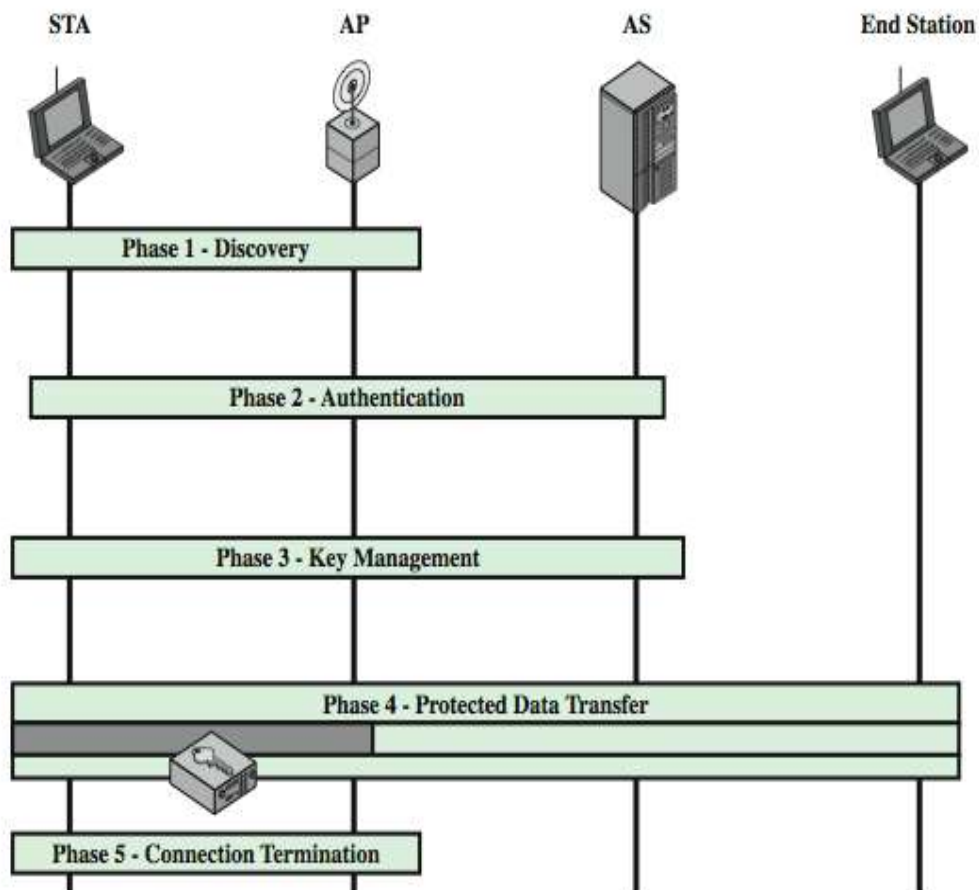 STA AP AS End Station
Phase 1 - Discovery
Phase 2 - Authentication
Phase 3 - Key Management
Phase 4 - Protected Data Transfer
Phase 5 - Connection Termination